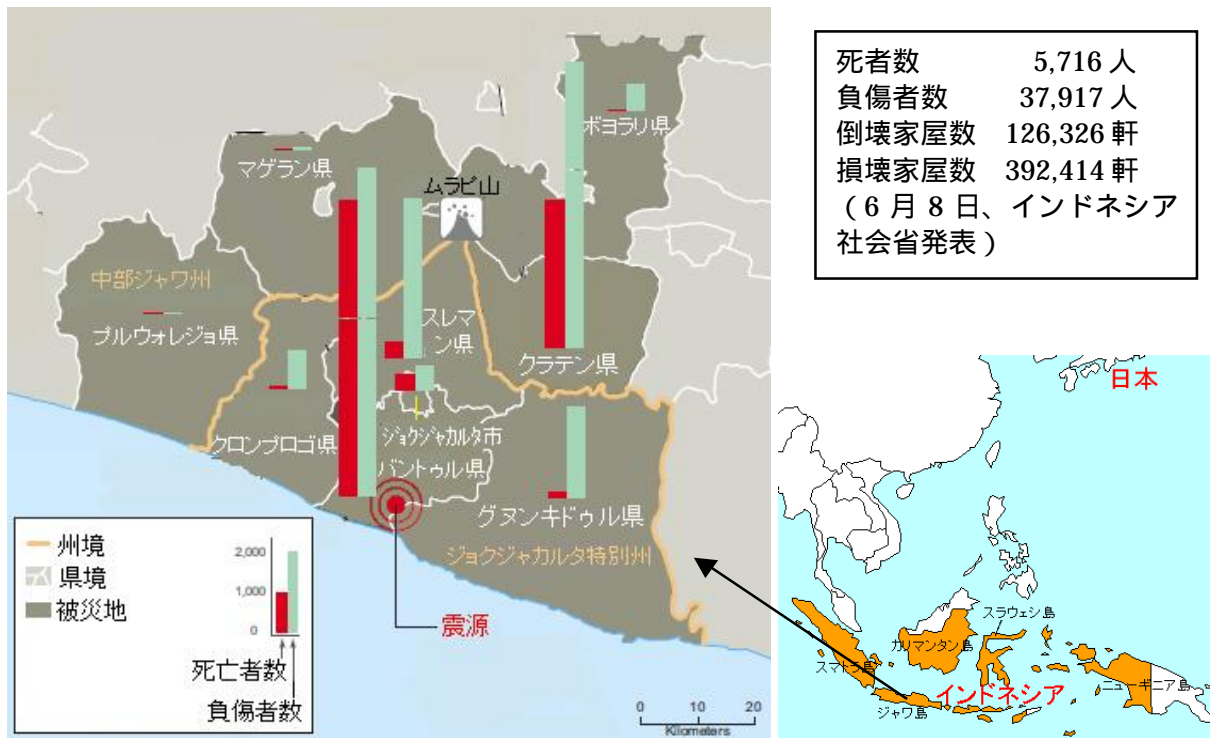 死者数 5,716 人
負傷者数 37,917 人
倒壊家屋数 126,326 軒
損壊家屋数 392,414 軒
（6 月 8 日、インドネシア
社会省発表）
ボヨラリ県
マゲラン県
ムラピ山
中部ジャワ州
プルウォレジョ県
スレマ
ン県
クラテン県
クロンプロゴ県
ジョクジャカルタ市
バントゥル県
グヌンキドゥル県
ジョクジャカルタ特別州
震源
州境
県境
被災地
2,000
1,000
0
死亡者数
負傷者数
0 10 20
Kilometers
日本
スラウェシ島
カリマンタン島
スマトラ島
インドネシア
ニューギニア島
ジャワ島